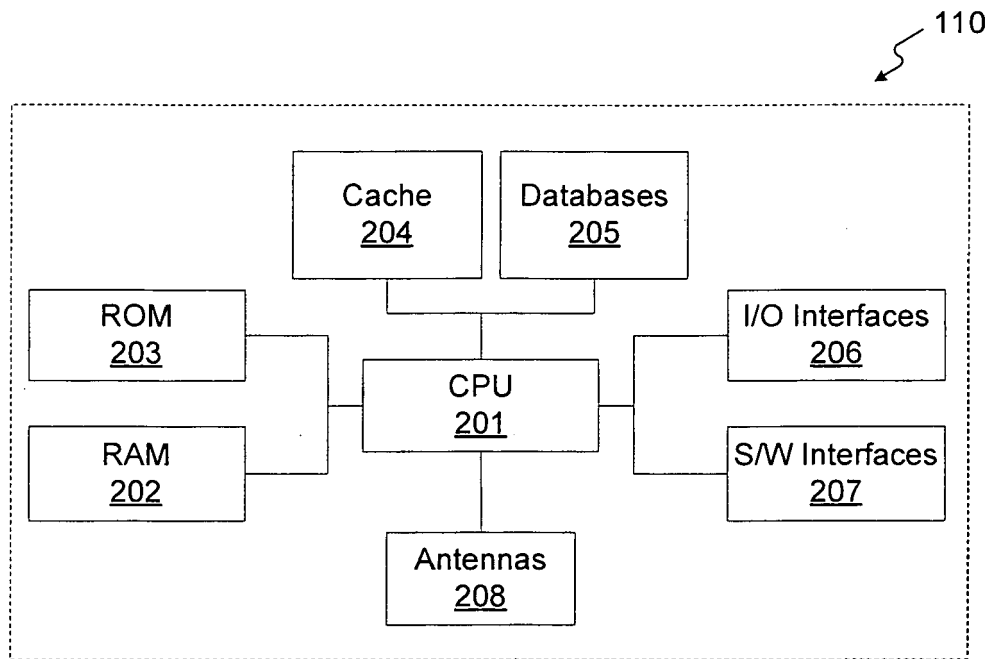 110
Cache
204
Databases
205
ROM
203
I/O Interfaces
206
CPU
201
RAM
202
S/W Interfaces
207
Antennas
208